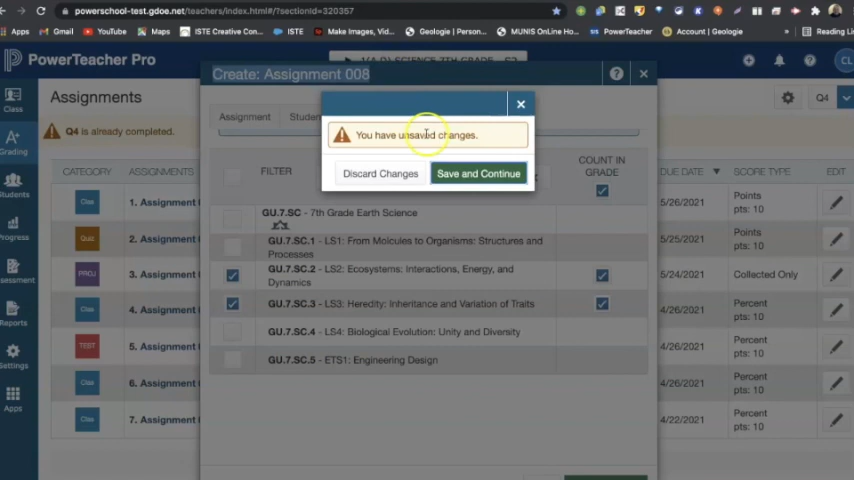 powerschool-test.gdoe.net/teachers/index.html#/?sectionId=320357
Apps
Gmail
YouTube
Maps
ISTE Creative Con...
ISTE
Make Images, Vid...
Geologie | Person...
MUNIS OnLine Ho...
PowerTeacher
Account | Geologie
»
Reading List
PowerTeacher Pro
CL
Class
Grading
Students
Progress
Reports
Settings
Apps
Assignments
Q4
Q4 is already completed.
CATEGORY
ASSIGNMENTS
DUE DATE
SCORE TYPE
EDIT
Clas
1. Assignment
5/26/2021
Points
pts: 10
Quic
2. Assignment
5/25/2021
Points
pts: 10
PROJ
3. Assignment
5/24/2021
Collected Only
Clas
4. Assignment
4/26/2021
Percent
pts: 10
TEST
5. Assignment
4/26/2021
Percent
pts: 10
Clas
6. Assignment
4/26/2021
Percent
pts: 10
Clas
7. Assignment
4/22/2021
Percent
pts: 10
Create: Assignment 008
?
Assignment
FILTER
COUNT IN
GRADE
GU.7.SC - 7th Grade Earth Science
GU.7.SC.1 - LS1: From Molcules to Organisms: Structures and
Processes
GU.7.SC.2 - LS2: Ecosystems: Interactions, Energy, and
Dynamics
GU.7.SC.3 - LS3: Heredity: Inheritance and Variation of Traits
GU.7.SC.4 - LS4: Biological Evolution: Unity and Diversity
GU.7.SC.5 - ETS1: Engineering Design
You have unsaved changes.
Discard Changes
Save and Continue